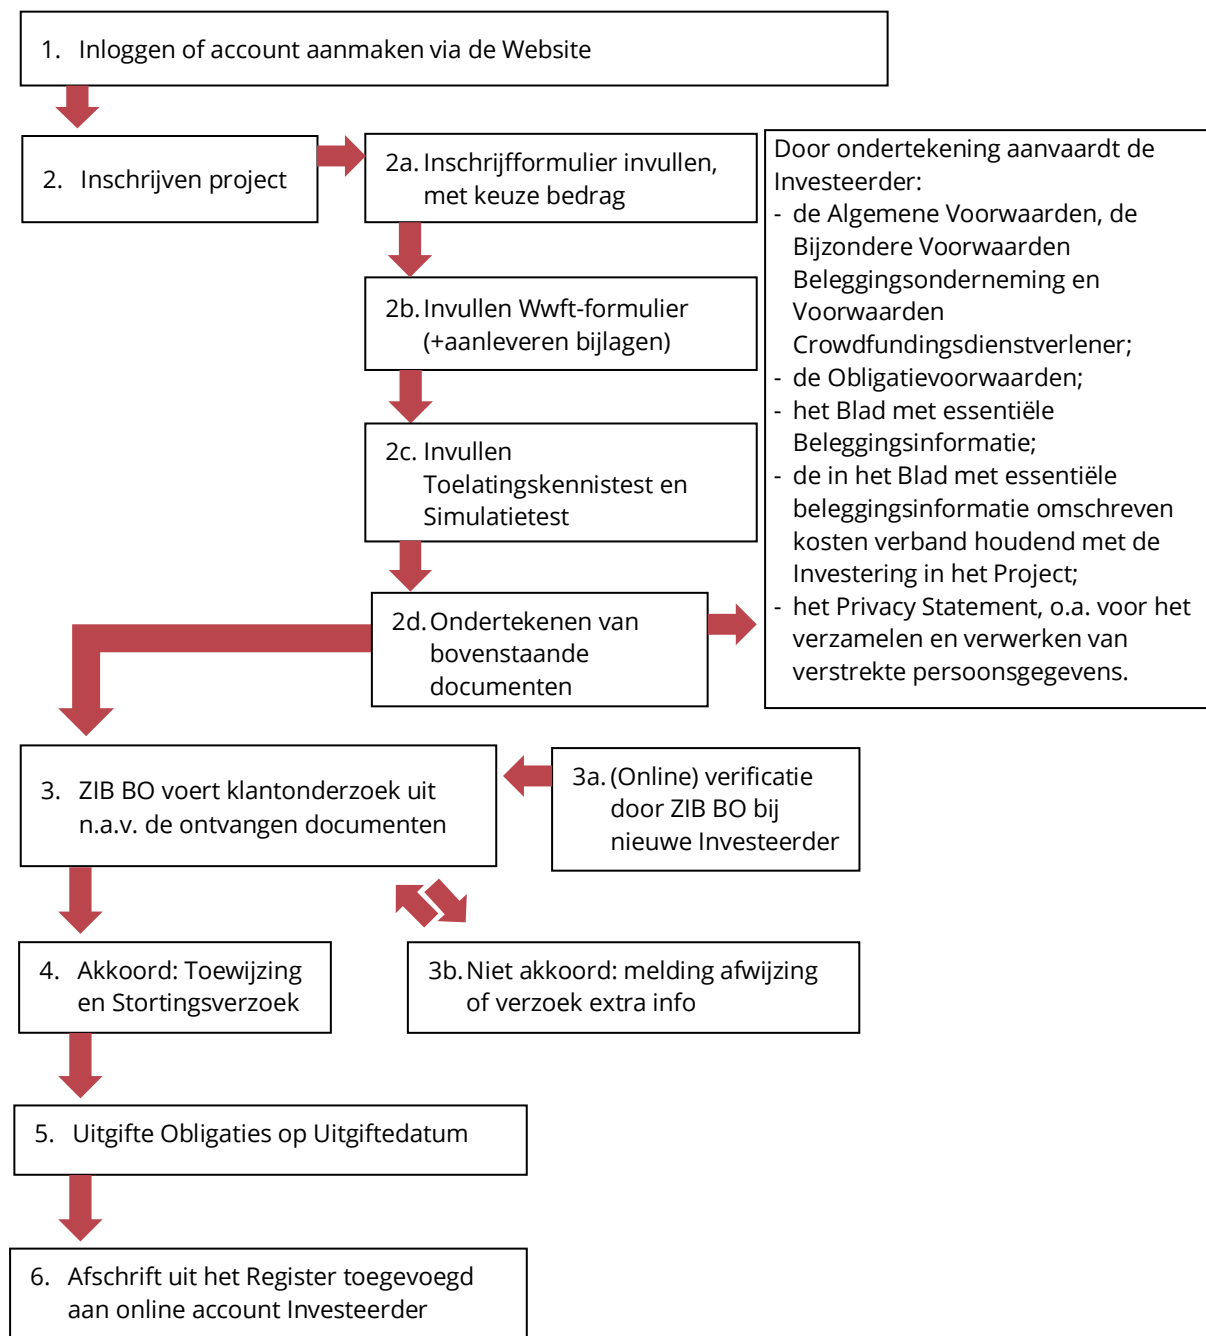 1. Inloggen of account aanmaken via de Website
2. Inschrijven project
2a. Inschrijfformulier invullen,
met keuze bedrag
2b. Invullen Wwft-formulier
(+aanleveren bijlagen)
2c. Invullen
Toelatingskennistest en
Simulatietest
2d. Ondertekenen van
bovenstaande
documenten
Door ondertekening aanvaardt de
Investeerder:
- de Algemene Voorwaarden, de
Bijzondere Voorwaarden
Beleggingsonderneming en
Voorwaarden
Crowdfundingsdienstverlener;
- de Obligatievoorwaarden;
- het Blad met essentiële
Beleggingsinformatie;
- de in het Blad met essentiële
beleggingsinformatie omschreven
kosten verband houdend met de
Investering in het Project;
- het Privacy Statement, o.a. voor het
verzamelen en verwerken van
verstrekte persoonsgegevens.
3. ZIB BO voert klantonderzoek uit
n.a.v. de ontvangen documenten
3a. (Online) verificatie
door ZIB BO bij
nieuwe Investeerder
4. Akkoord: Toewijzing
en Stortingsverzoek
3b. Niet akkoord: melding afwijzing
of verzoek extra info
5. Uitgifte Obligaties op Uitgiftedatum
6. Afschrift uit het Register toegevoegd
aan online account Investeerder